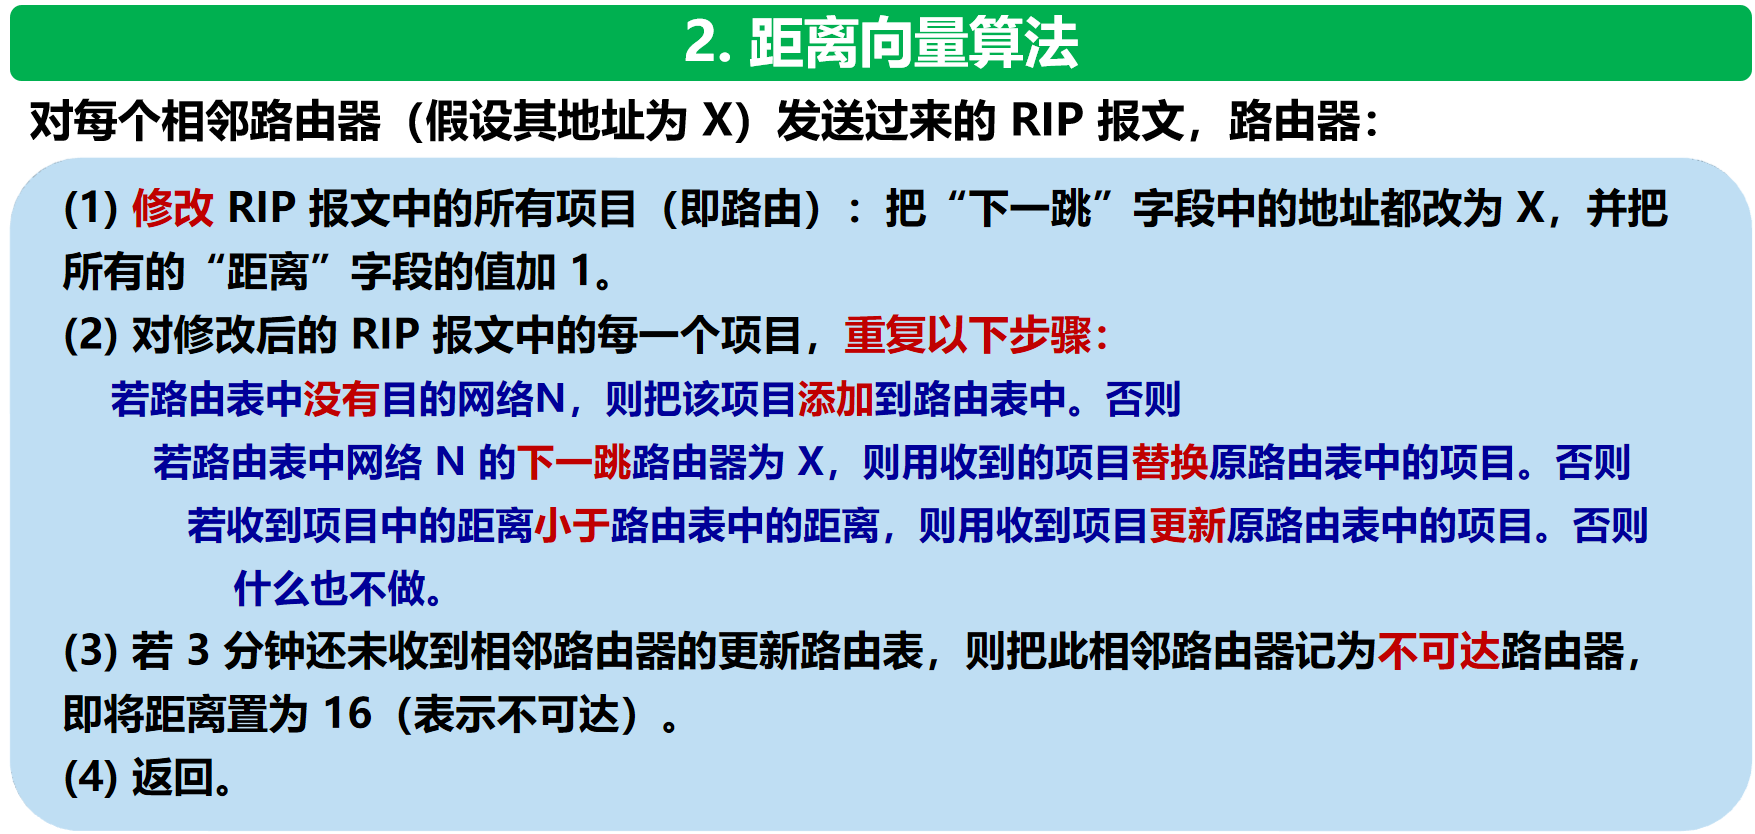 2. 距离向量算法
对每个相邻路由器（假设其地址为 X）发送过来的 RIP 报文，路由器：
(1) 修改 RIP 报文中的所有项目（即路由）：把“下一跳”字段中的地址都改为 X，并把
所有的“距离”字段的值加 1。
(2) 对修改后的 RIP 报文中的每一个项目，重复以下步骤：
若路由表中没有目的网络N，则把该项目添加到路由表中。否则
若路由表中网络 N 的下一跳路由器为 X，则用收到的项目替换原路由表中的项目。否则
若收到项目中的距离小于路由表中的距离，则用收到项目更新原路由表中的项目。否则
什么也不做。
(3) 若 3 分钟还未收到相邻路由器的更新路由表，则把此相邻路由器记为不可达路由器，
即将距离置为 16（表示不可达）。
(4) 返回。